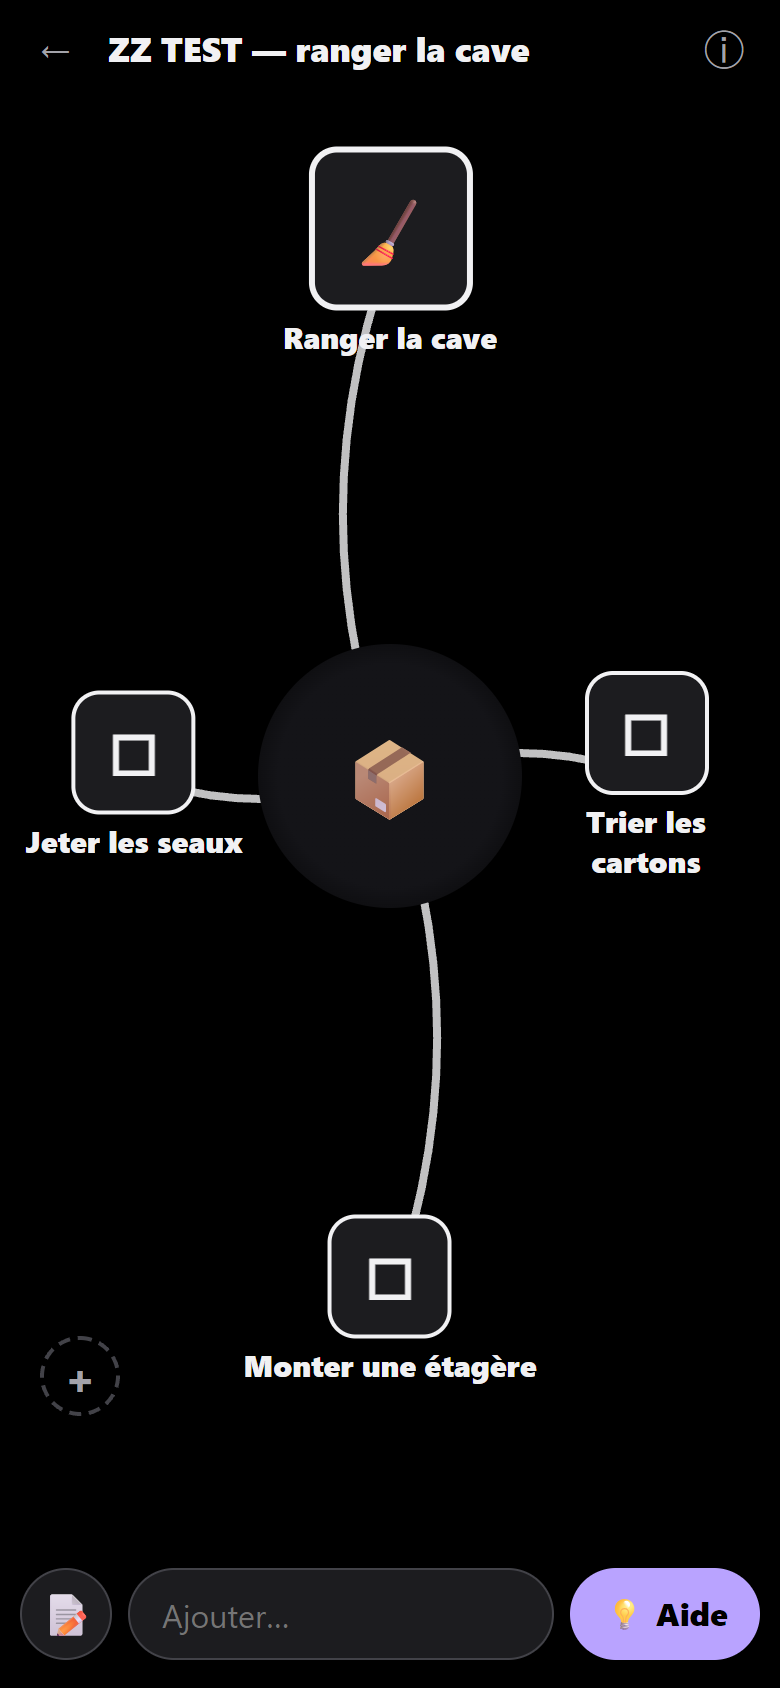 ZZ TEST — ranger la cave
Ranger la cave
Jeter les seaux
Trier les
cartons
Monter une étagère
+
Ajouter...
Aide